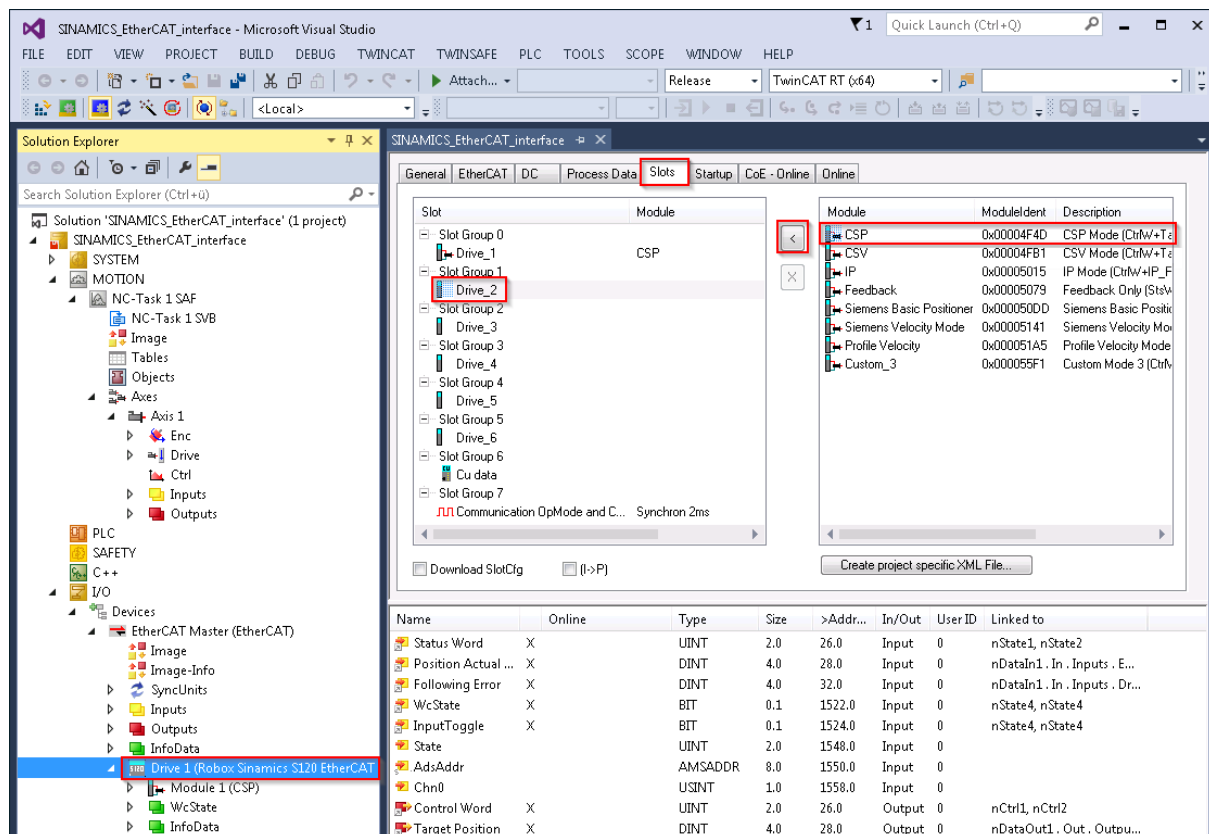 SINAMICS_EtherCAT_interface - Microsoft Visual Studio
1
Quick Launch (Ctrl+Q)
FILE EDIT VIEW PROJECT BUILD DEBUG TWINCAT TWINSAFE PLC TOOLS SCOPE WINDOW HELP
Attach... Release TwinCAT RT (x64)
<Local>
Solution Explorer
Search Solution Explorer (Ctrl+ü)
Solution 'SINAMICS_EtherCAT_interface' (1 project)
SINAMICS_EtherCAT_interface
SYSTEM
MOTION
NC-Task 1 SAF
NC-Task 1 SVB
Image
Tables
Objects
Axes
Axis 1
Enc
Drive
Ctrl
Inputs
Outputs
PLC
SAFETY
C++
I/O
Devices
EtherCAT Master (EtherCAT)
Image
Image-Info
SyncUnits
Inputs
Outputs
InfoData
Drive 1 (Robox Sinamics S120 EtherCAT
Module 1 (CSP)
WcState
InfoData
SINAMICS_EtherCAT_interface
General EtherCAT DC Process Data Slots Startup CoE - Online Online
Slot Module
Slot Group 0
Drive_1 CSP
Slot Group 1
Drive_2
Slot Group 2
Drive_3
Slot Group 3
Drive_4
Slot Group 4
Drive_5
Slot Group 5
Drive_6
Slot Group 6
Cu data
Slot Group 7
Communication OpMode and C... Synchron 2ms
<
X
Module ModuleIdent Description
CSP 0x00004F4D CSP Mode (CtrlW+Ta
CSV 0x00004FB1 CSV Mode (CtrlW+Ta
IP 0x00005015 IP Mode (CtrlW+IP_F
Feedback 0x00005079 Feedback Only (StsW
Siemens Basic Positioner 0x000050DD Siemens Basic Positic
Siemens Velocity Mode 0x00005141 Siemens Velocity Mo
Profile Velocity 0x000051A5 Profile Velocity Mode
Custom_3 0x000055F1 Custom Mode 3 (CtrlW
Download SlotCfg (I->P)
Create project specific XML File...
Name Online Type Size >Addr... In/Out User ID Linked to
Status Word X UINT 2.0 26.0 Input 0 nState1, nState2
Position Actual ... X DINT 4.0 28.0 Input 0 nDataIn1 . In . Inputs . E...
Following Error X DINT 4.0 32.0 Input 0 nDataIn1 . In . Inputs . Dr...
WcState X BIT 0.1 1522.0 Input 0 nState4, nState4
InputToggle X BIT 0.1 1524.0 Input 0 nState4, nState4
State UINT 2.0 1548.0 Input 0
AdsAddr AMSADDR 8.0 1550.0 Input 0
Chn0 USINT 1.0 1558.0 Input 0
Control Word X UINT 2.0 26.0 Output 0 nCtrl1, nCtrl2
Target Position X DINT 4.0 28.0 Output 0 nDataOut1 . Out . Outpu...